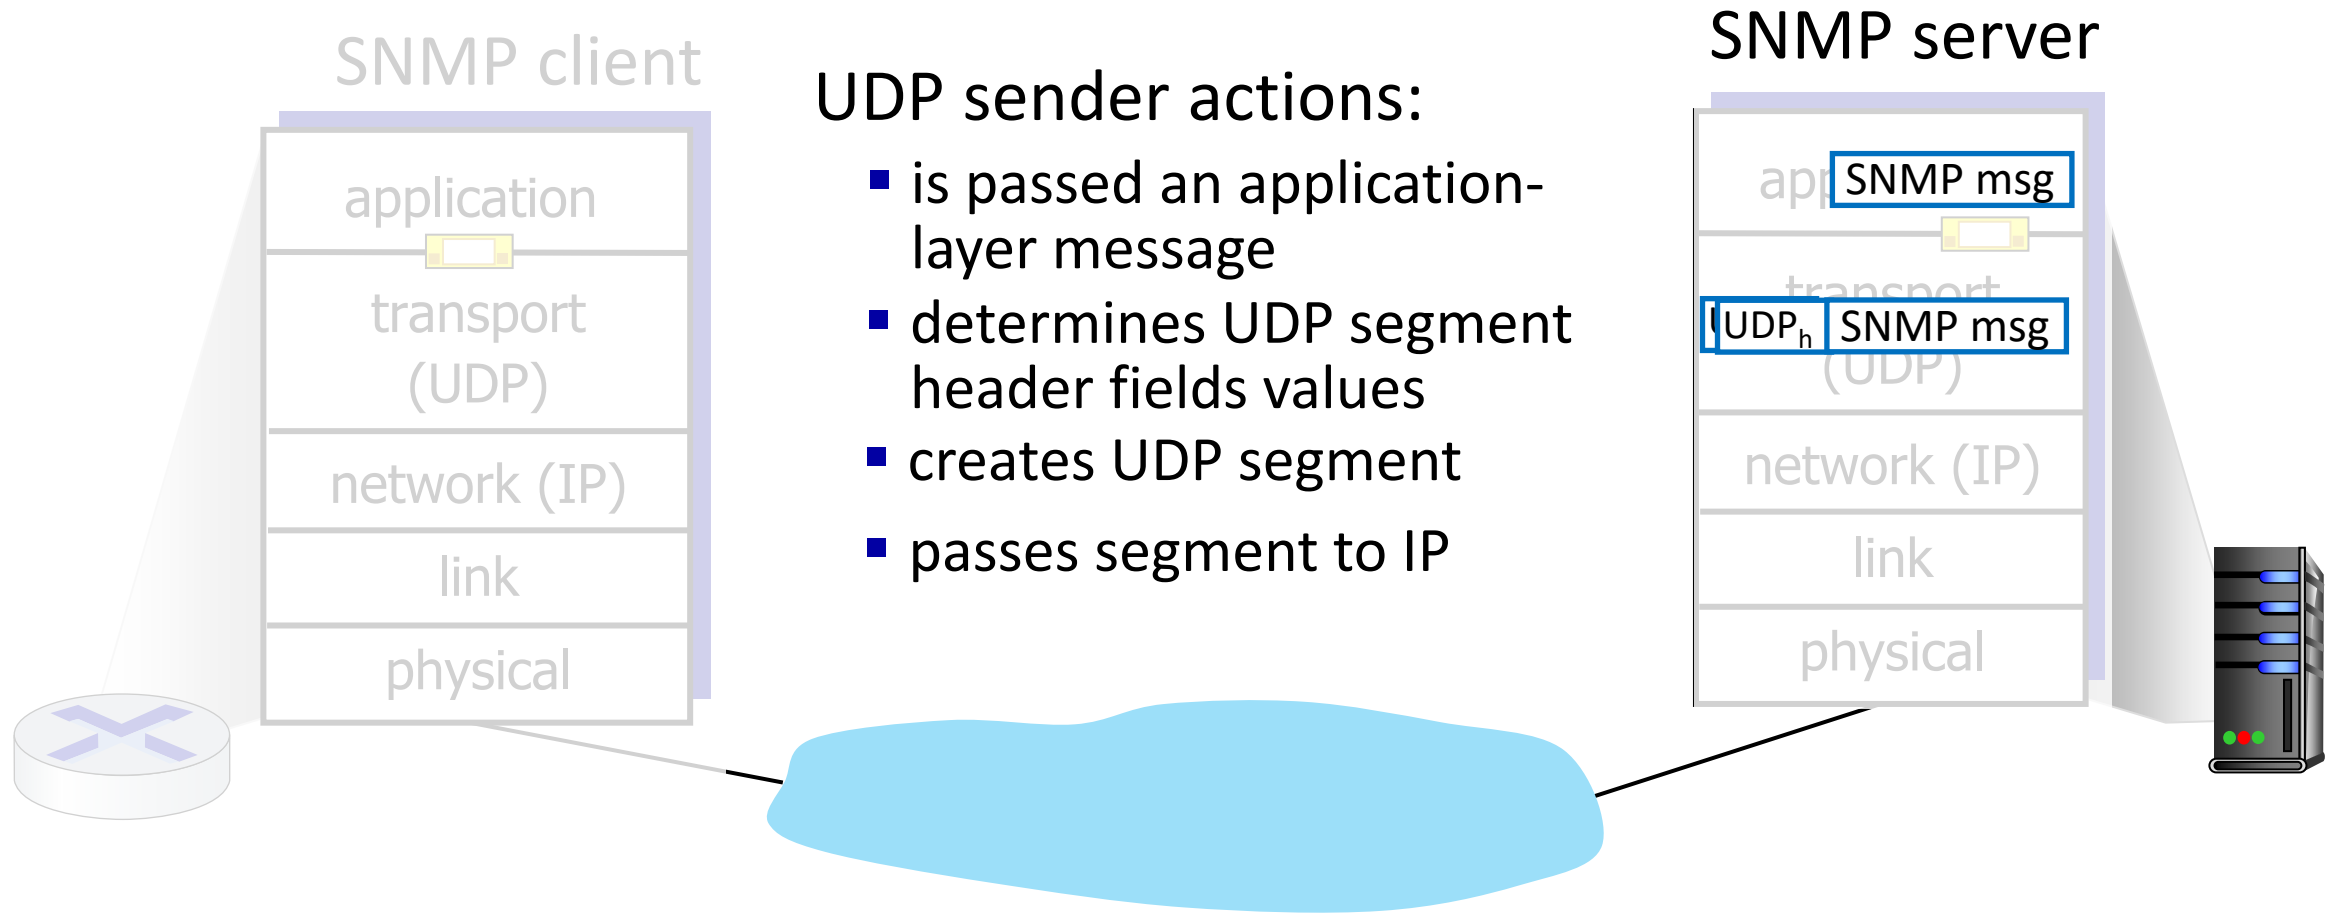 SNMP client
application
transport
(UDP)
network (IP)
link
physical
UDP sender actions:
is passed an application-
layer message
determines UDP segment
header fields values
creates UDP segment
passes segment to IP
SNMP server
SNMP msg
transport
UDPh SNMP msg
(UDP)
network (IP)
link
physical